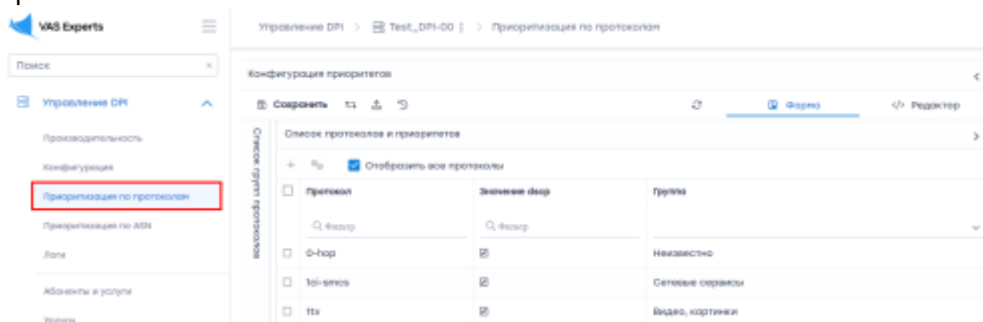 VAS Experts
Управление DPI > Test_DPI-00 > Приоритизация по протоколам
Поиск
Конфигурация приоритетов
Управление DPI
Сохранить
Форма
</> Редактор
Производительность
Список групп протоколов
Список протоколов и приоритетов
Конфигурация
Отобразить все протоколы
Приоритизация по протоколам
Протокол
Значение dscp
Группа
Приоритизация по ASN
Фильтр
Фильтр
Логи
0-hop
Неизвестно
Абоненты и услуги
1ci-smcs
Сетевые сервисы
Услуги
ttx
Видео, картинки